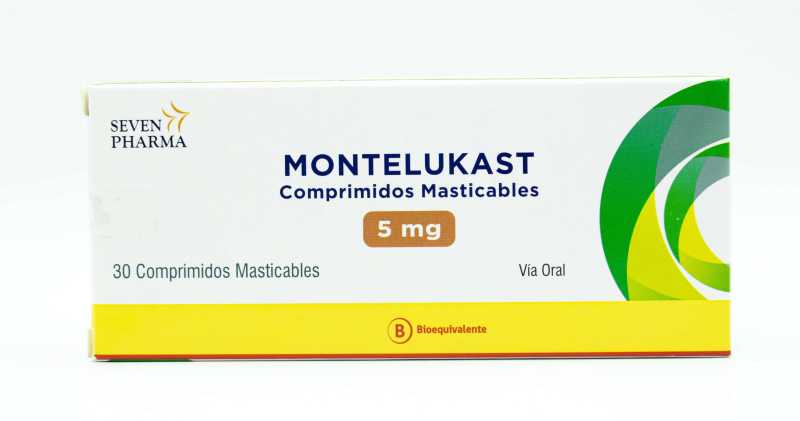 SEVEN
PHARMA
MONTELUKAST
Comprimidos Masticables
5 mg
30 Comprimidos Masticables
Vía Oral
B Bioequivalente